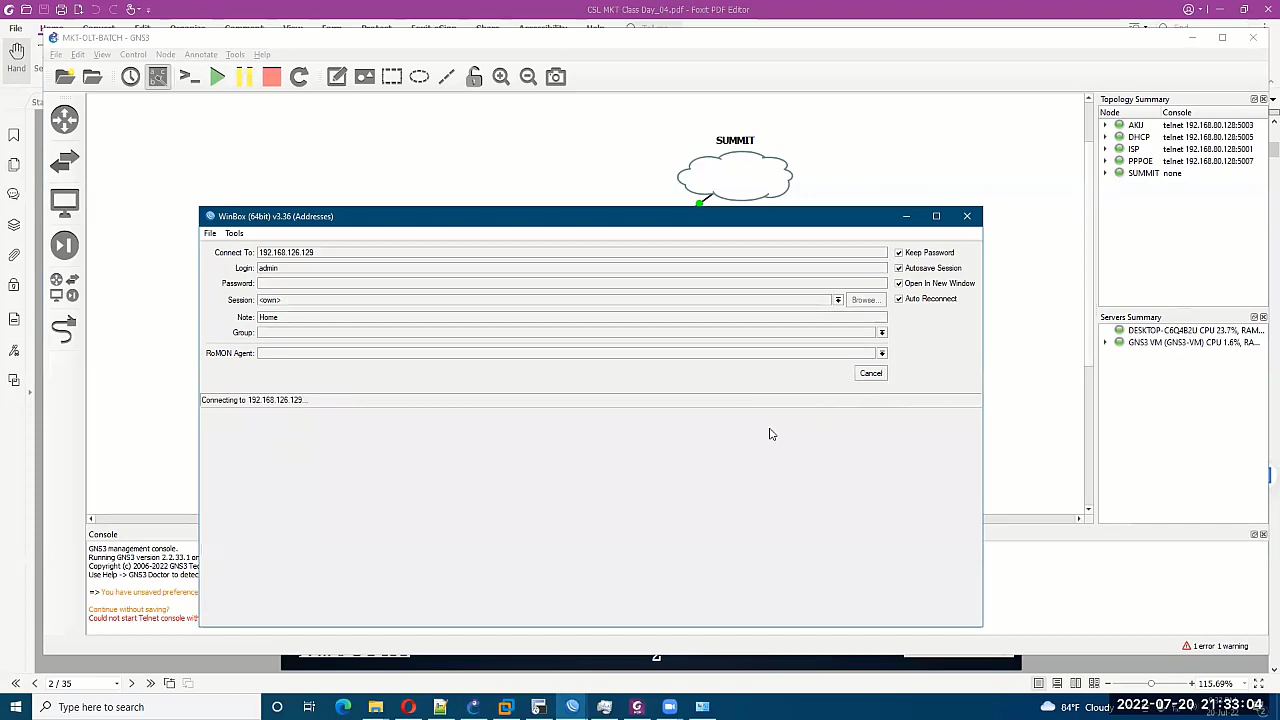 CSL MKT Class Day_04.pdf - Foxit PDF Editor
File
MKT-OLT-BATCH - GNS3
Hand
File Edit View Control Node Annotate Tools Help
Topology Summary
Node Console
AKIJ telnet 192.168.80.128:5003
DHCP telnet 192.168.80.128:5005
ISP telnet 192.168.80.128:5001
PPPOE telnet 192.168.80.128:5007
SUMMIT none
SUMMIT
WinBox (64bit) v3.36 (Addresses)
File Tools
Connect To: 192.168.126.129
Keep Password
Login: admin
Autosave Session
Password:
Open In New Window
Session: <own>
Browse...
Auto Reconnect
Note: Home
Group:
RoMON Agent:
Cancel
Connecting to 192.168.126.129...
Servers Summary
DESKTOP-C6Q4B2U CPU 23.7%, RAM...
GNS3 VM (GNS3-VM) CPU 1.6%, RA...
Console
GNS3 management console.
Running GNS3 version 2.2.33.1 on
Copyright (c) 2006-2022 GNS3 Tec
Use Help -> GNS3 Doctor to detec
=> You have unsaved preference
Continue without saving?
Could not start Telnet console with
1 error 1 warning
2
2 / 35
115.69%
Type here to search
84°F Cloudy
2022-07-20 21:33:04